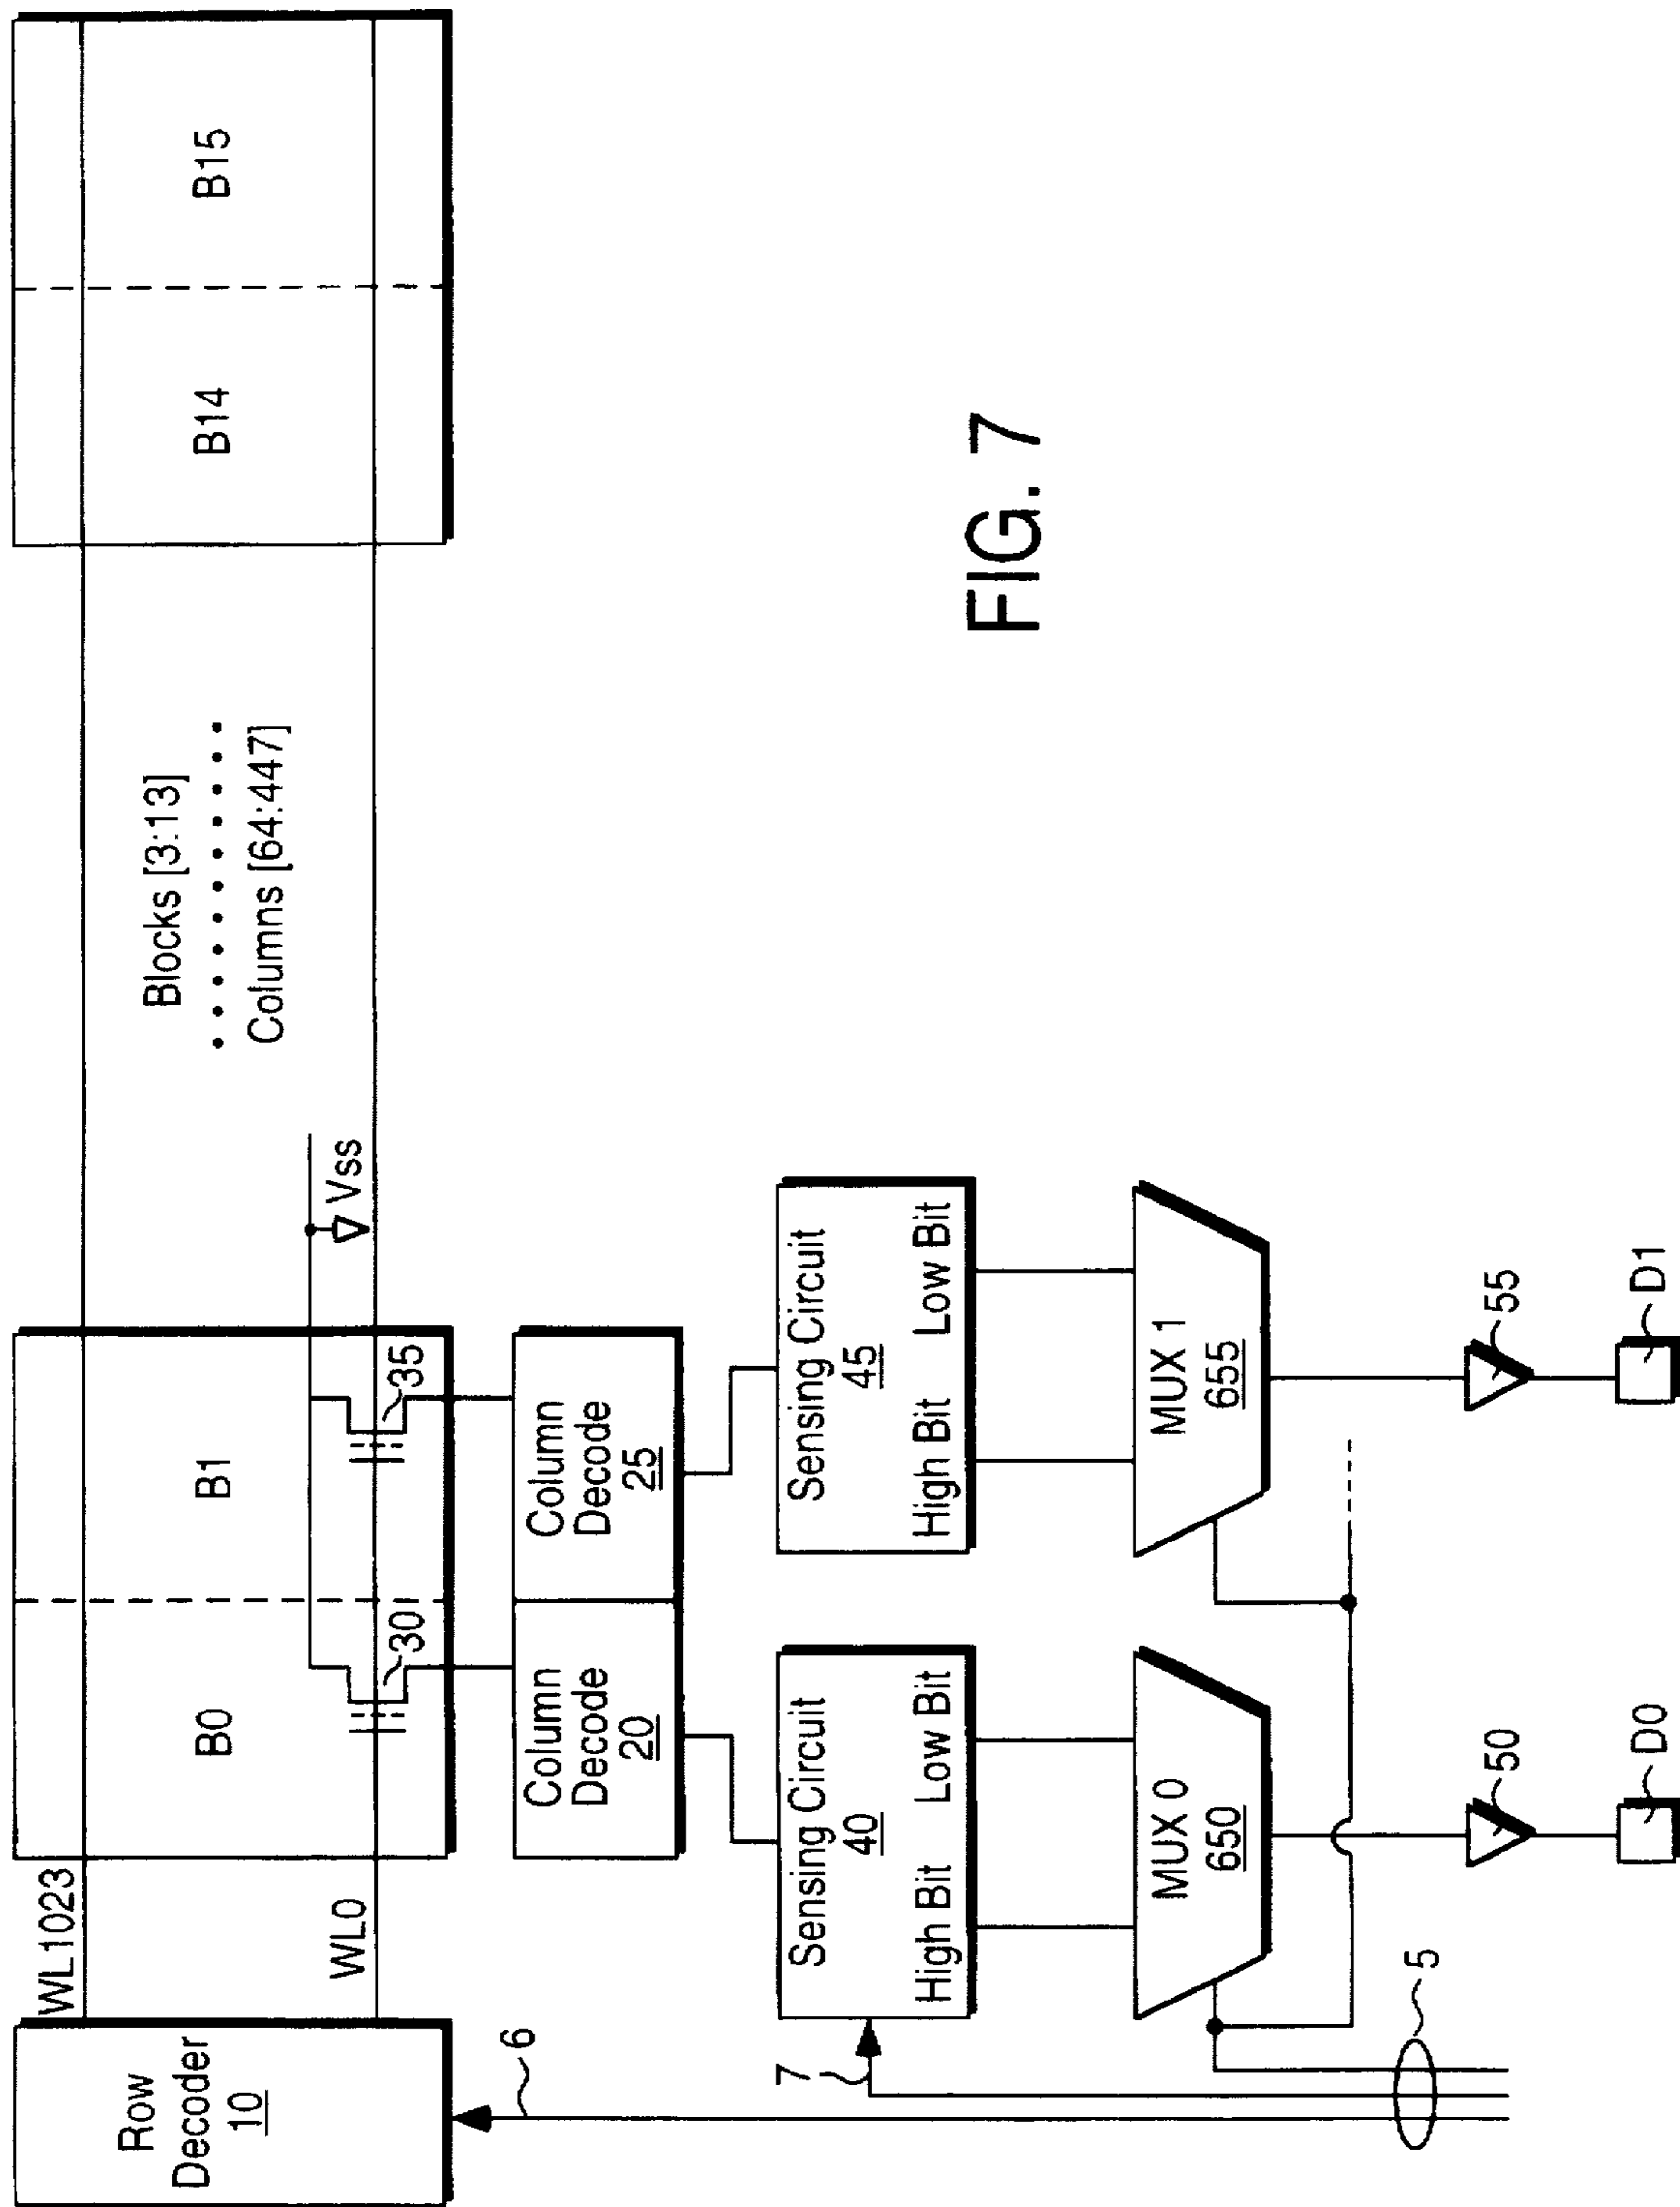 Row
Decoder
10
WL1023
WL0
B0
B1
30
35
Vss
Blocks [3:13]
Columns [64:447]
B14
B15
Column
Decode
20
Column
Decode
25
6
7
Sensing Circuit
40
High Bit Low Bit
Sensing Circuit
45
High Bit Low Bit
MUX 0
650
MUX 1
655
5
50
55
D0
D1
FIG. 7